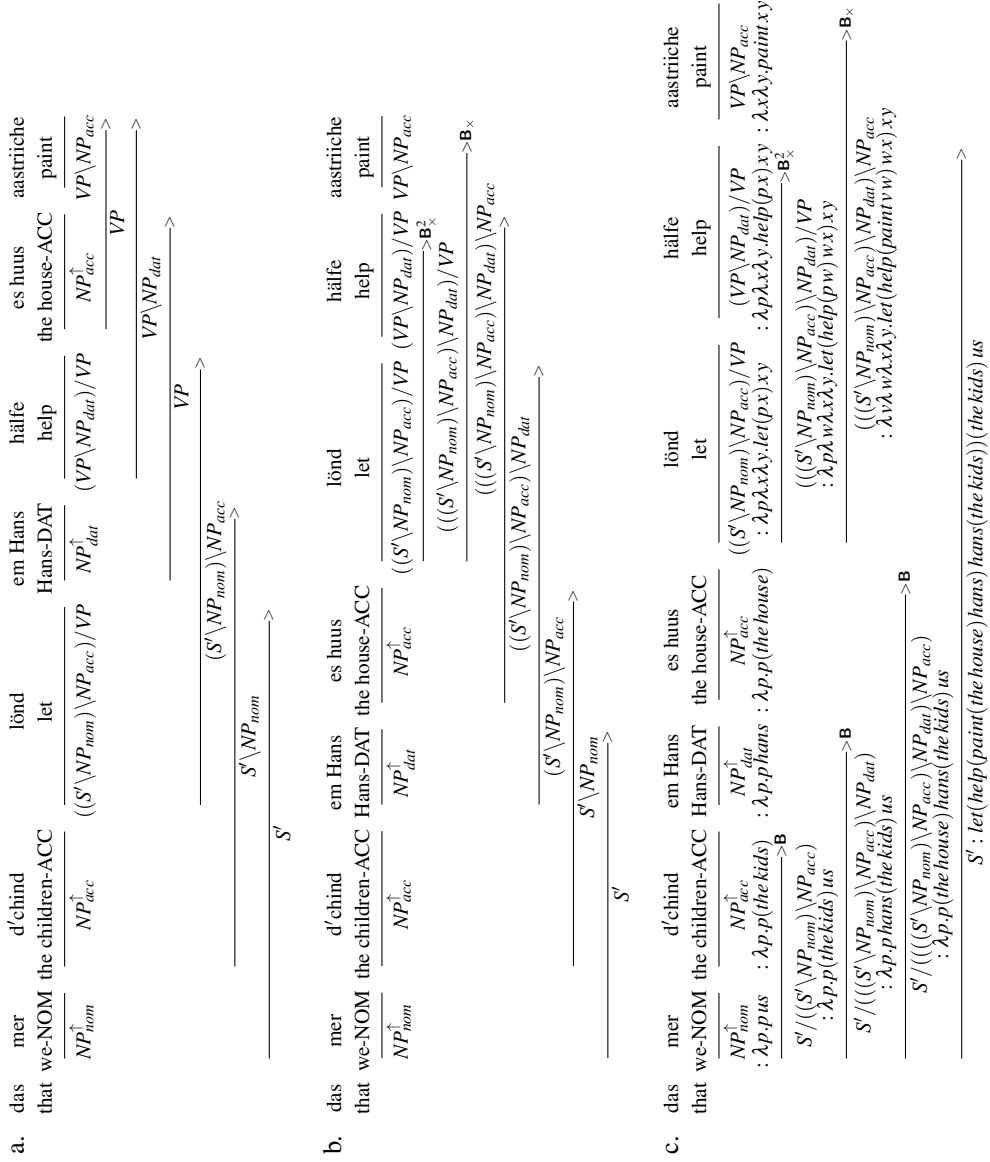 a. das mer d'chind lönd em Hans hälfe es huus aastriiche
that we-NOM the children-ACC let Hans-DAT help the house-ACC paint
NP↑nom NP↑acc ((S′\NPnom)\NPacc)/VP NP↑dat (VP\NPdat)/VP NP↑acc VP\NPacc
>
VP
>
VP\NPdat
>
VP
>
(S′\NPnom)\NPacc
>
S′\NPnom
>
S′
b. das mer d'chind em Hans es huus lönd hälfe aastriiche
that we-NOM the children-ACC Hans-DAT the house-ACC let help paint
NP↑nom NP↑acc NP↑dat NP↑acc ((S′\NPnom)\NPacc)/VP (VP\NPdat)/VP VP\NPacc
>B²×
(((S′\NPnom)\NPacc)\NPdat)/VP
>B×
((((S′\NPnom)\NPacc)\NPdat)\NPacc
>
((S′\NPnom)\NPacc)\NPdat
>
(S′\NPnom)\NPacc
>
S′\NPnom
>
S′
c. das mer d'chind em Hans es huus lönd hälfe aastriiche
that we-NOM the children-ACC Hans-DAT the house-ACC let help paint
NP↑nom NP↑acc NP↑dat NP↑acc ((S′\NPnom)\NPacc)/VP (VP\NPdat)/VP VP\NPacc
: λp.p us : λp.p(the kids) : λp.p hans : λp.p(the house) : λpλxλy.let(px)xy : λpλxλy.help(px)xy : λxλy.paint xy
>B >B²×
S′/((S′\NPnom)\NPacc) (((S′\NPnom)\NPacc)\NPdat)/VP
: λp.p(the kids)us : λpλwλxλy.let(help(pw)wx)xy
>B >B×
S′/(((S′\NPnom)\NPacc)\NPdat) (((S′\NPnom)\NPacc)\NPdat)\NPacc
: λp.p hans(the kids)us : λvλwλxλy.let(help(paint vw)wx)xy
>B
S′/((((S′\NPnom)\NPacc)\NPdat)\NPacc)
: λp.p(the house)hans(the kids)us
>
S′ : let(help(paint(the house)hans)hans(the kids))(the kids)us